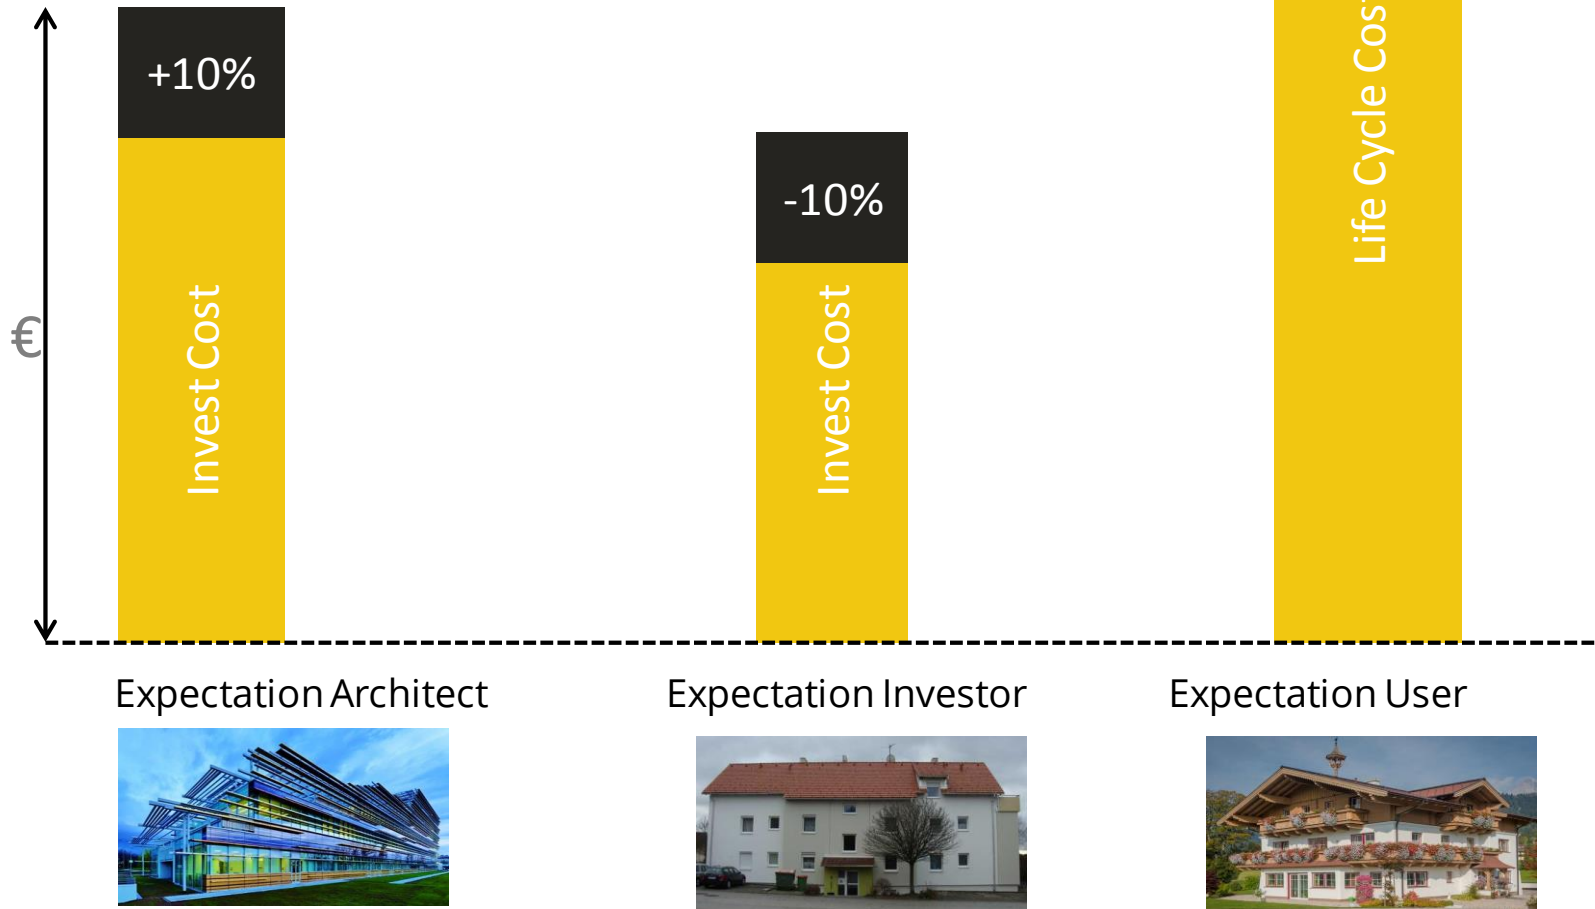 +10%
Invest Cost
€
-10%
Invest Cost
Life Cycle Cos
Expectation Architect
Expectation Investor
Expectation User